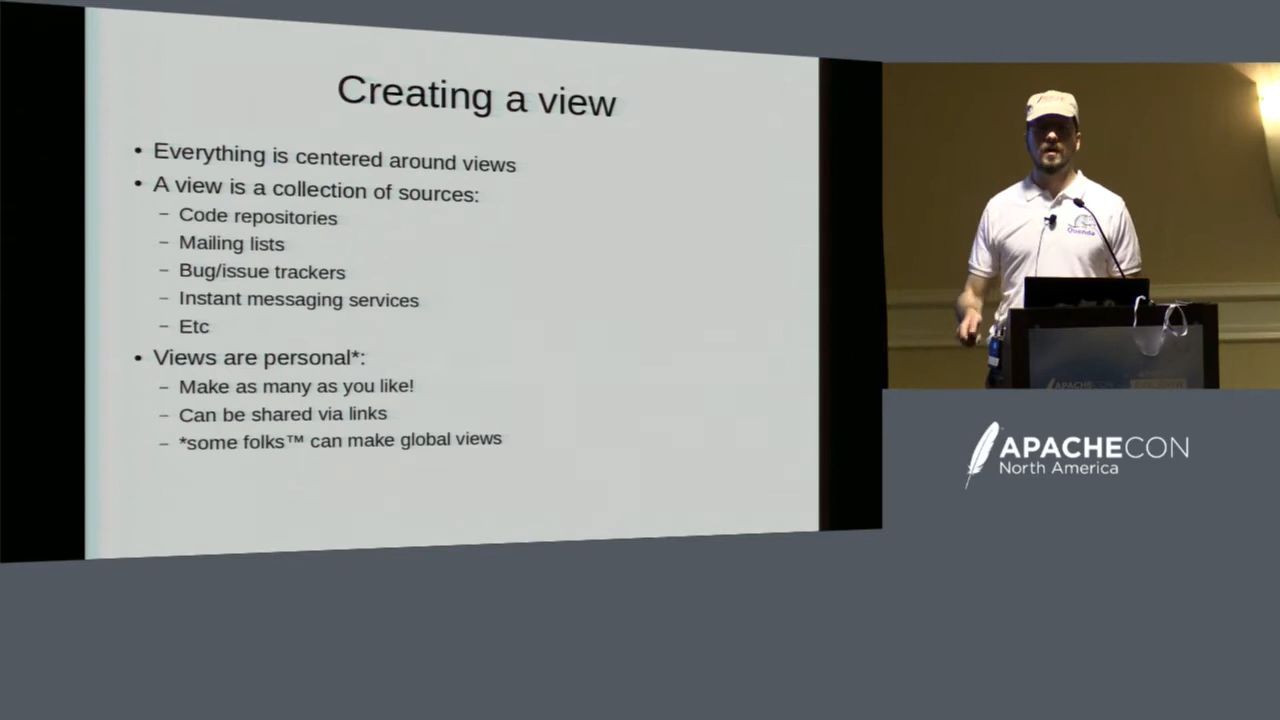 Creating a view
• Everything is centered around views
• A view is a collection of sources:
– Code repositories
– Mailing lists
– Bug/issue trackers
– Instant messaging services
– Etc
• Views are personal*:
– Make as many as you like!
– Can be shared via links
– *some folks™ can make global views
APACHECON
North America
APACHECON